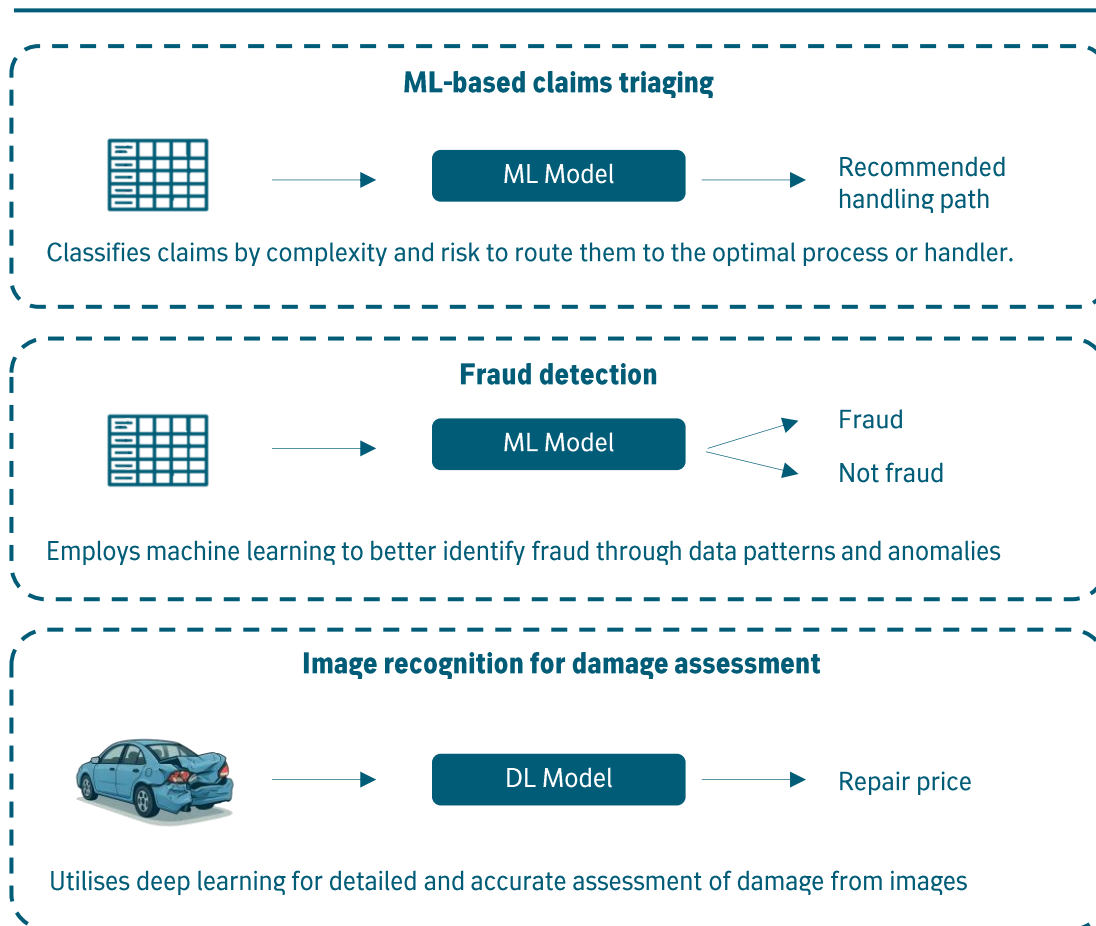 ML-based claims triaging
ML Model
Recommended
handling path
Classifies claims by complexity and risk to route them to the optimal process or handler.
Fraud detection
ML Model
Fraud
Not fraud
Employs machine learning to better identify fraud through data patterns and anomalies
Image recognition for damage assessment
DL Model
Repair price
Utilises deep learning for detailed and accurate assessment of damage from images